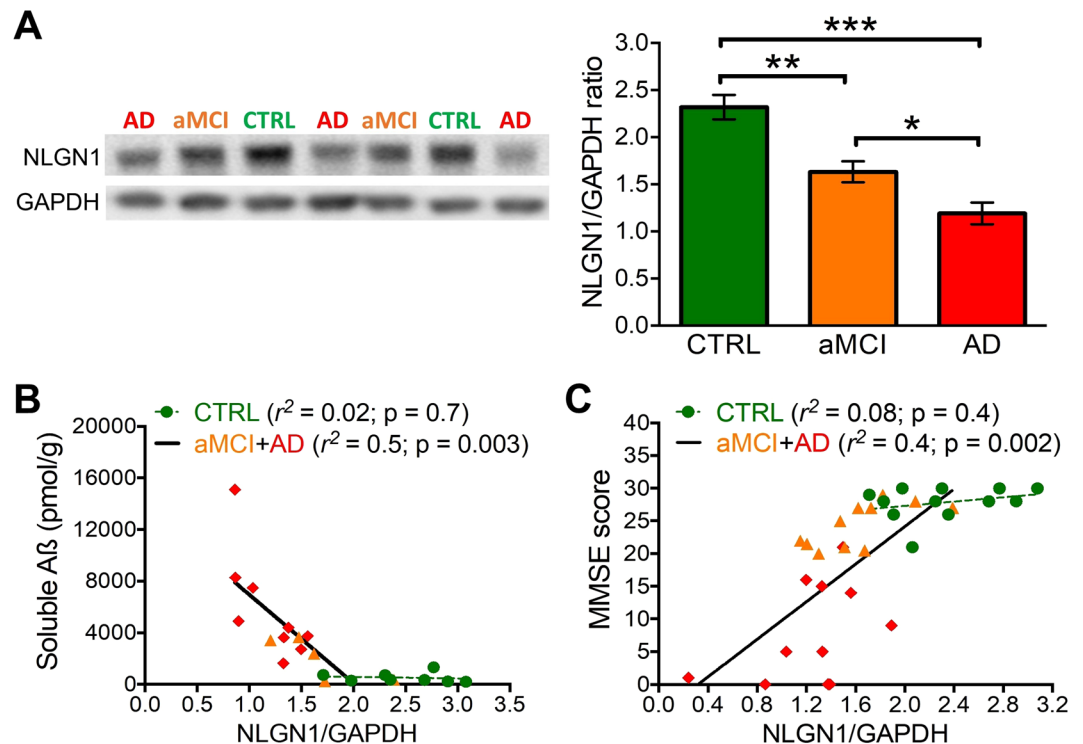 A
AD aMCI CTRL AD aMCI CTRL AD
NLGN1
GAPDH
NLGN1/GAPDH ratio
3.0
2.5
2.0
1.5
1.0
0.5
0.0
***
**
*
CTRL aMCI AD
B
CTRL (r² = 0.02; p = 0.7)
aMCI+AD (r² = 0.5; p = 0.003)
Soluble Aß (pmol/g)
20000
16000
12000
8000
4000
0
0.0 0.5 1.0 1.5 2.0 2.5 3.0 3.5
NLGN1/GAPDH
C
CTRL (r² = 0.08; p = 0.4)
aMCI+AD (r² = 0.4; p = 0.002)
MMSE score
40
35
30
25
20
15
10
5
0
0.0 0.4 0.8 1.2 1.6 2.0 2.4 2.8 3.2
NLGN1/GAPDH